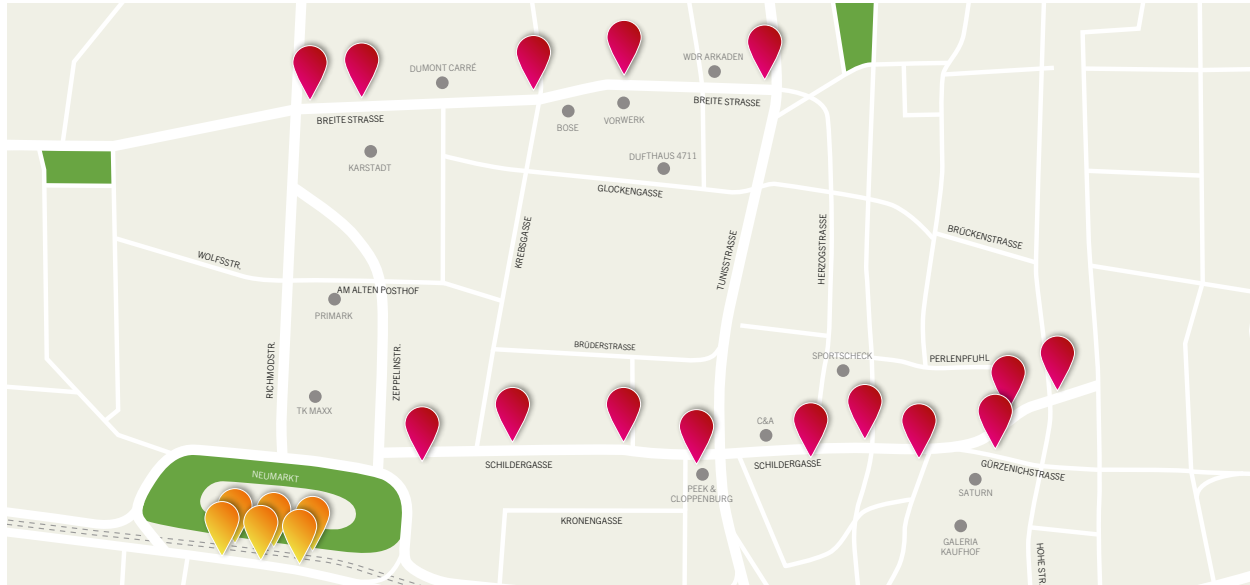 WDR ARKADEN
DUMONT CARRÉ
BREITE STRASSE
BREITE STRASSE
BOSE
VORWERK
KARSTADT
DUFTHAUS 4711
GLOCKENGASSE
KREBSGASSE
TUNISSTRASSE
HERZOGSTRASSE
BRÜCKENSTRASSE
WOLFSSTR.
AM ALTEN POSTHOF
PRIMARK
BRÜDERSTRASSE
SPORTSCHECK
PERLENPFUHL
RICHMODSTR.
ZEPPELINSTR.
TK MAXX
C&A
SCHILDERGASSE
SCHILDERGASSE
GÜRZENICHSTRASSE
NEUMARKT
PEEK &
CLOPPENBURG
SATURN
KRONENGASSE
GALERIA
KAUFHOF
HOHE STR.